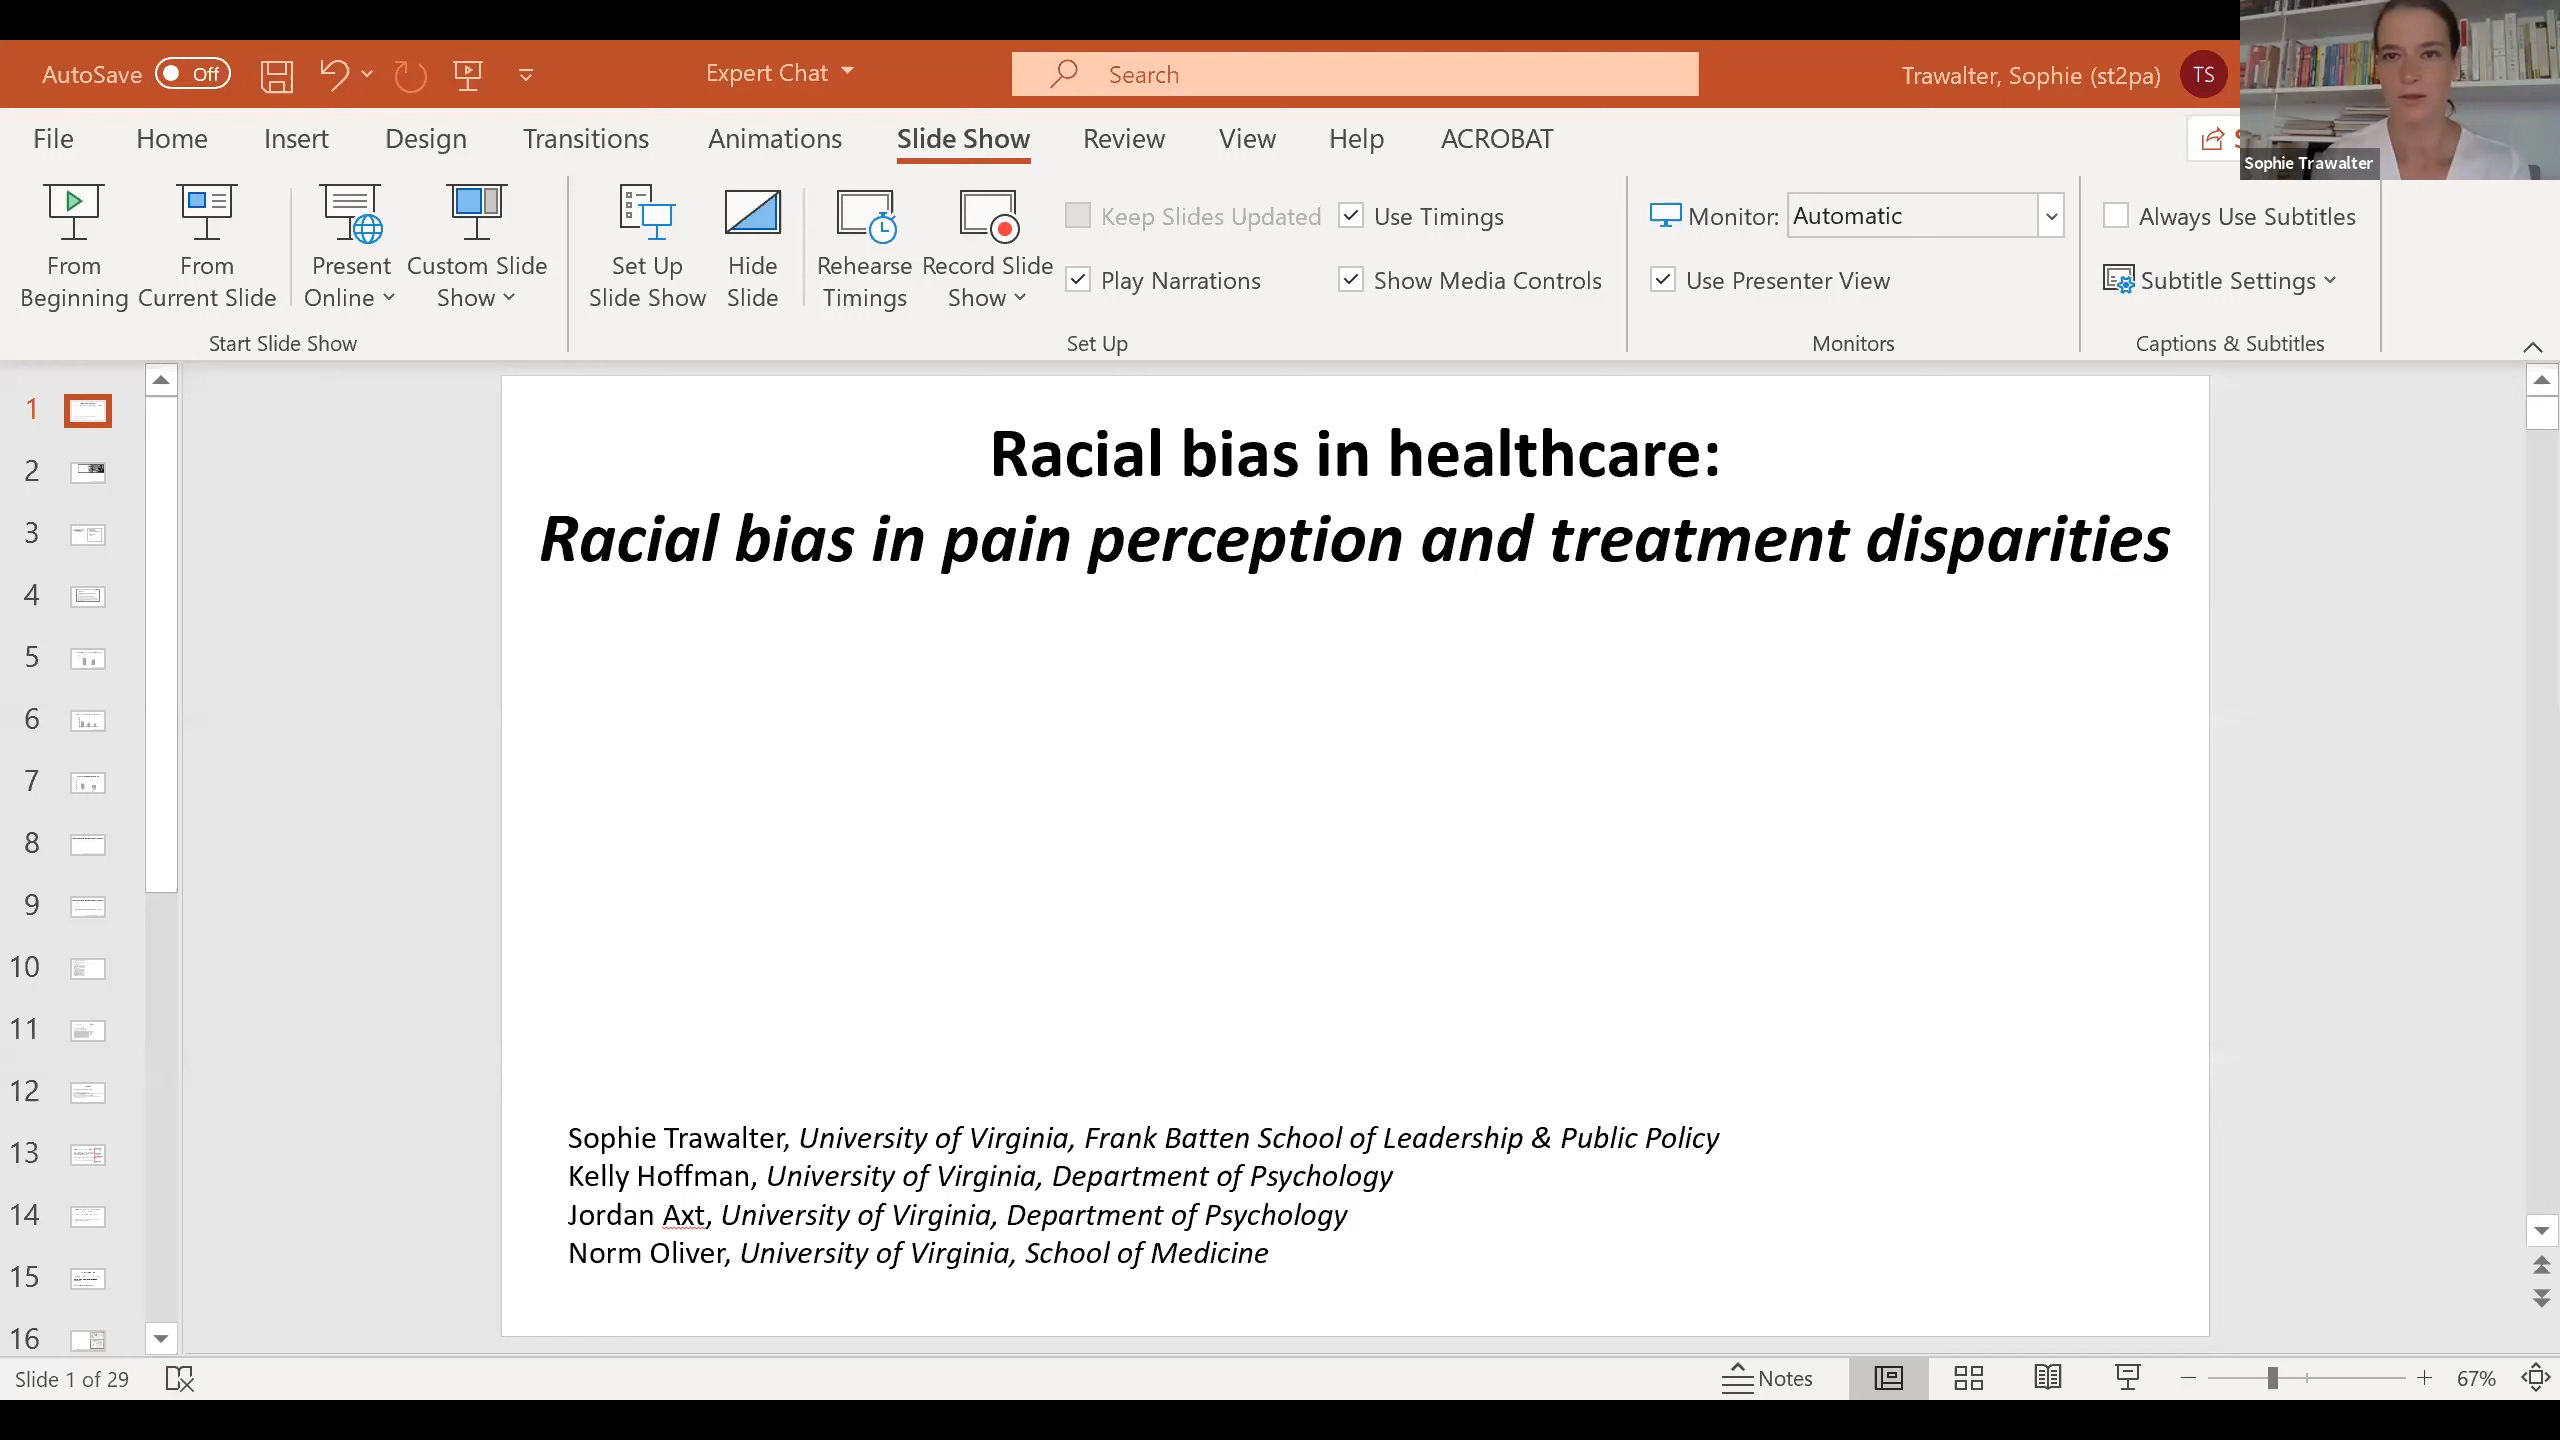 AutoSave Off Expert Chat Search Trawalter, Sophie (st2pa) TS
File Home Insert Design Transitions Animations Slide Show Review View Help ACROBAT
Sophie Trawalter
From Beginning
From Current Slide
Present Online
Custom Slide Show
Start Slide Show
Set Up Slide Show
Hide Slide
Rehearse Timings
Record Slide Show
Keep Slides Updated
Play Narrations
Use Timings
Show Media Controls
Set Up
Monitor: Automatic
Use Presenter View
Monitors
Always Use Subtitles
Subtitle Settings
Captions & Subtitles
1
2
3
4
5
6
7
8
9
10
11
12
13
14
15
16
Racial bias in healthcare:
Racial bias in pain perception and treatment disparities
Sophie Trawalter, University of Virginia, Frank Batten School of Leadership & Public Policy
Kelly Hoffman, University of Virginia, Department of Psychology
Jordan Axt, University of Virginia, Department of Psychology
Norm Oliver, University of Virginia, School of Medicine
Slide 1 of 29 Notes 67%